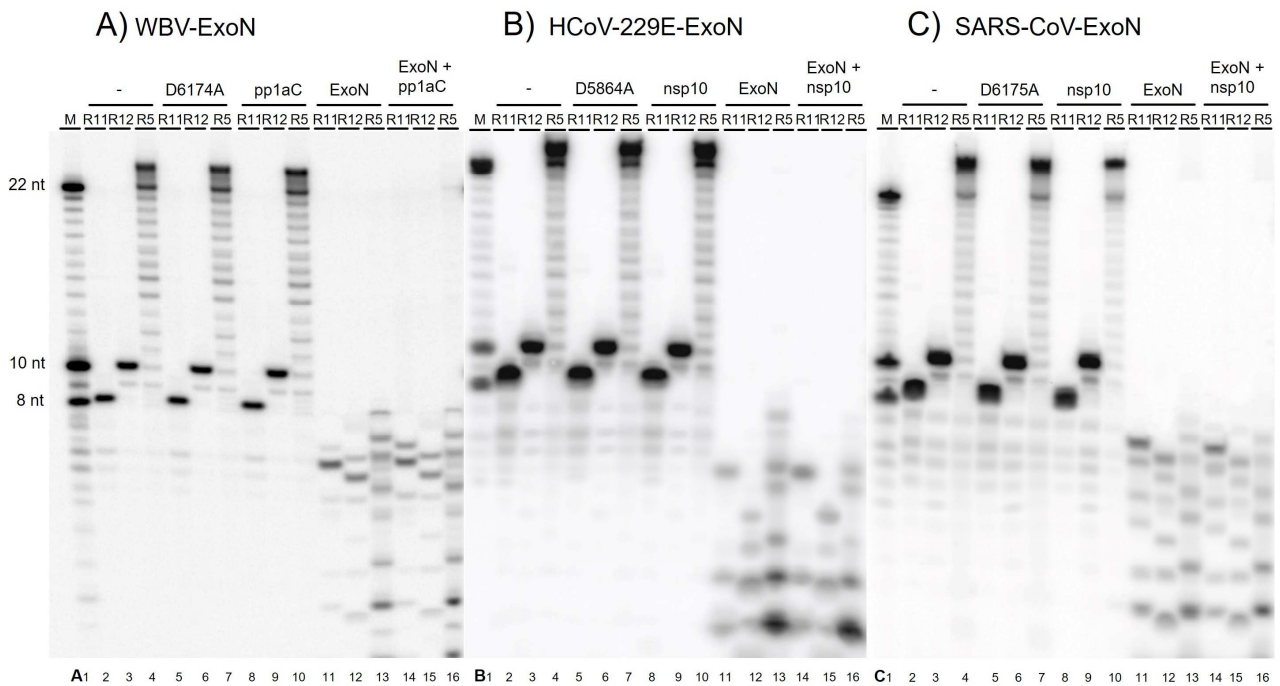 A) WBV-ExoN
- D6174A pp1aC ExoN ExoN + pp1aC
M R11 R12 R5 R11 R12 R5 R11 R12 R5 R11 R12 R5 R11 R12 R5
22 nt
10 nt
8 nt
A 1 2 3 4 5 6 7 8 9 10 11 12 13 14 15 16
B) HCoV-229E-ExoN
- D5864A nsp10 ExoN ExoN + nsp10
M R11 R12 R5 R11 R12 R5 R11 R12 R5 R11 R12 R5 R11 R12 R5
B 1 2 3 4 5 6 7 8 9 10 11 12 13 14 15 16
C) SARS-CoV-ExoN
- D6175A nsp10 ExoN ExoN + nsp10
M R11 R12 R5 R11 R12 R5 R11 R12 R5 R11 R12 R5 R11 R12 R5
C 1 2 3 4 5 6 7 8 9 10 11 12 13 14 15 16